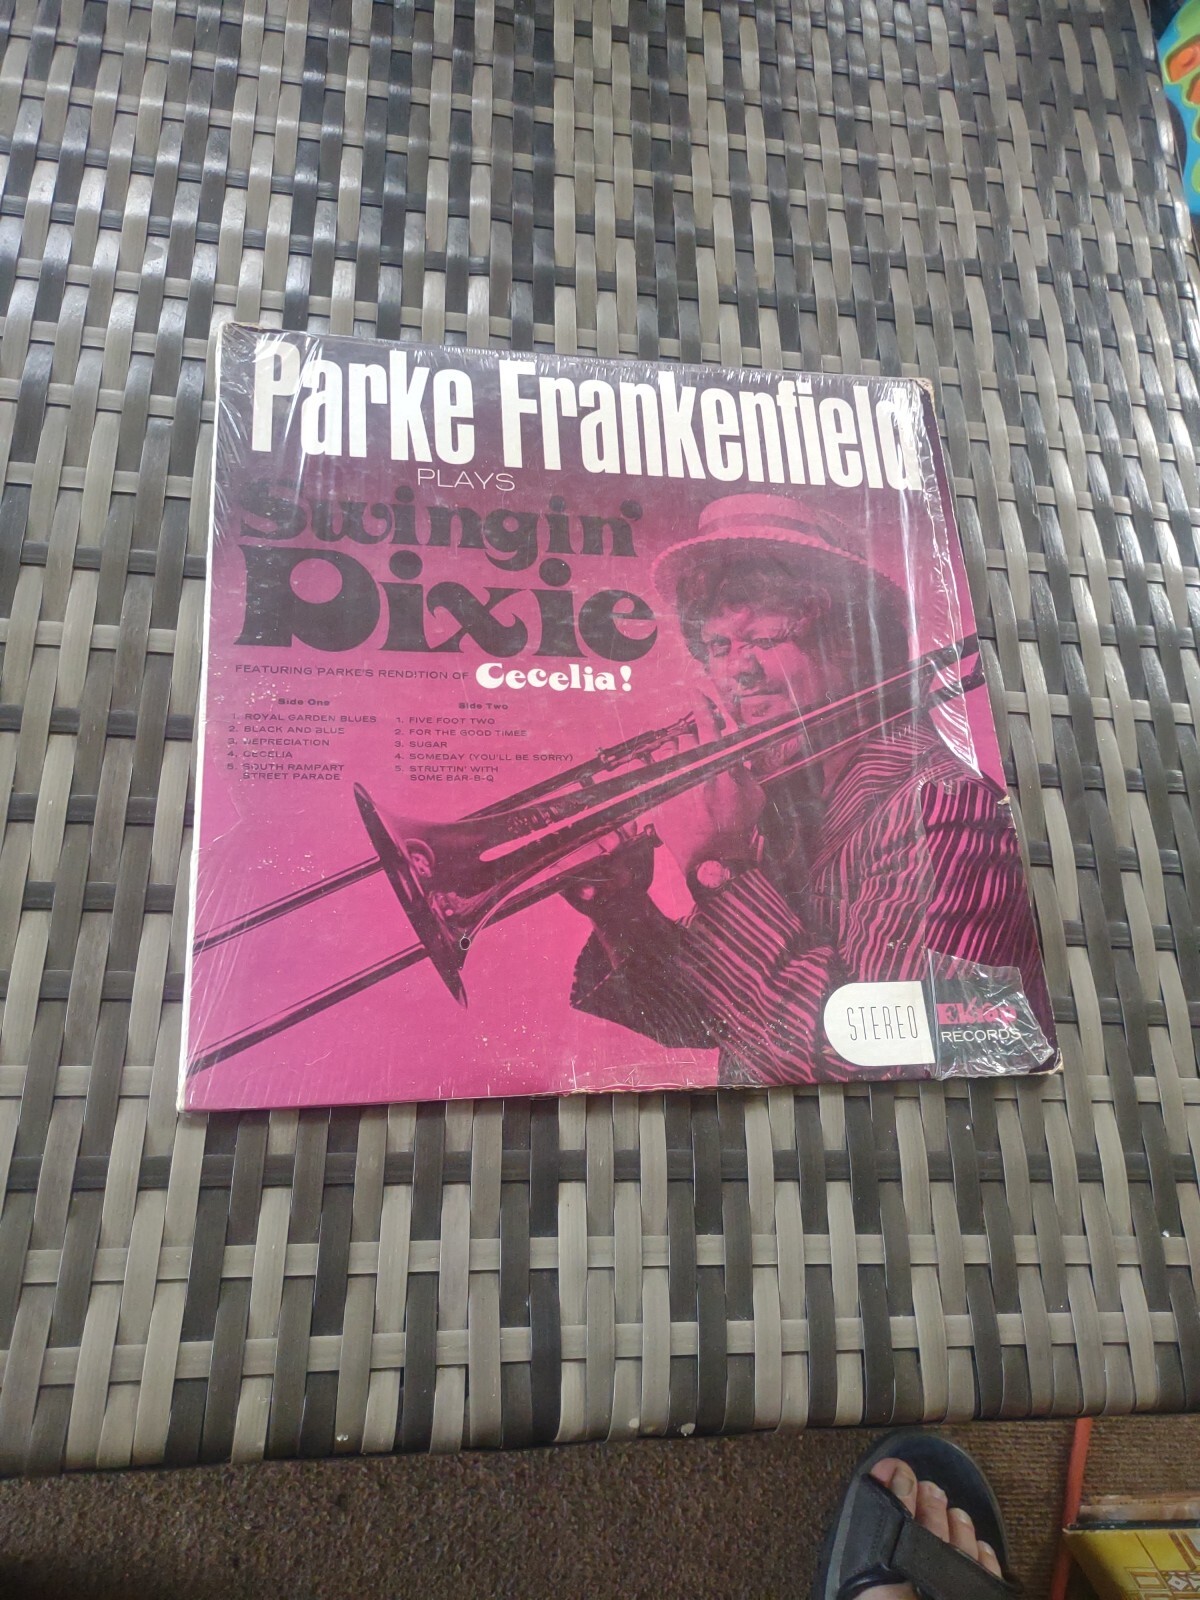 Parke Frankenfield
PLAYS
Swingin'
Dixie
FEATURING PARKE'S RENDITION OF Cecelia!
Side One
1. ROYAL GARDEN BLUES
2. BLACK AND BLUE
3. DEPRECIATION
4. CECELIA
5. SOUTH RAMPART
STREET PARADE
Side Two
1. FIVE FOOT TWO
2. FOR THE GOOD TIMES
3. SUGAR
4. SOMEDAY (YOU'LL BE SORRY)
5. STRUTTIN' WITH
SOME BAR-B-Q
STEREO
RECORDS